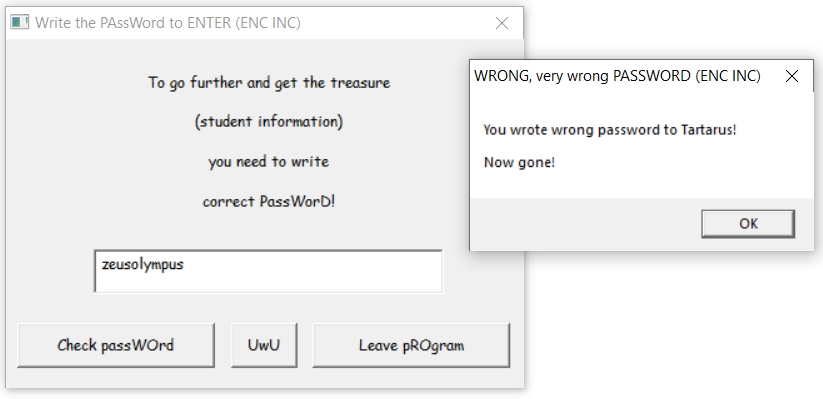 Write the PAssWord to ENTER (ENC INC)
To go further and get the treasure
(student information)
you need to write
correct PassWorD!
zeusolympus
Check passWOrd
UwU
Leave pROgram
WRONG, very wrong PASSWORD (ENC INC)
You wrote wrong password to Tartarus!
Now gone!
OK